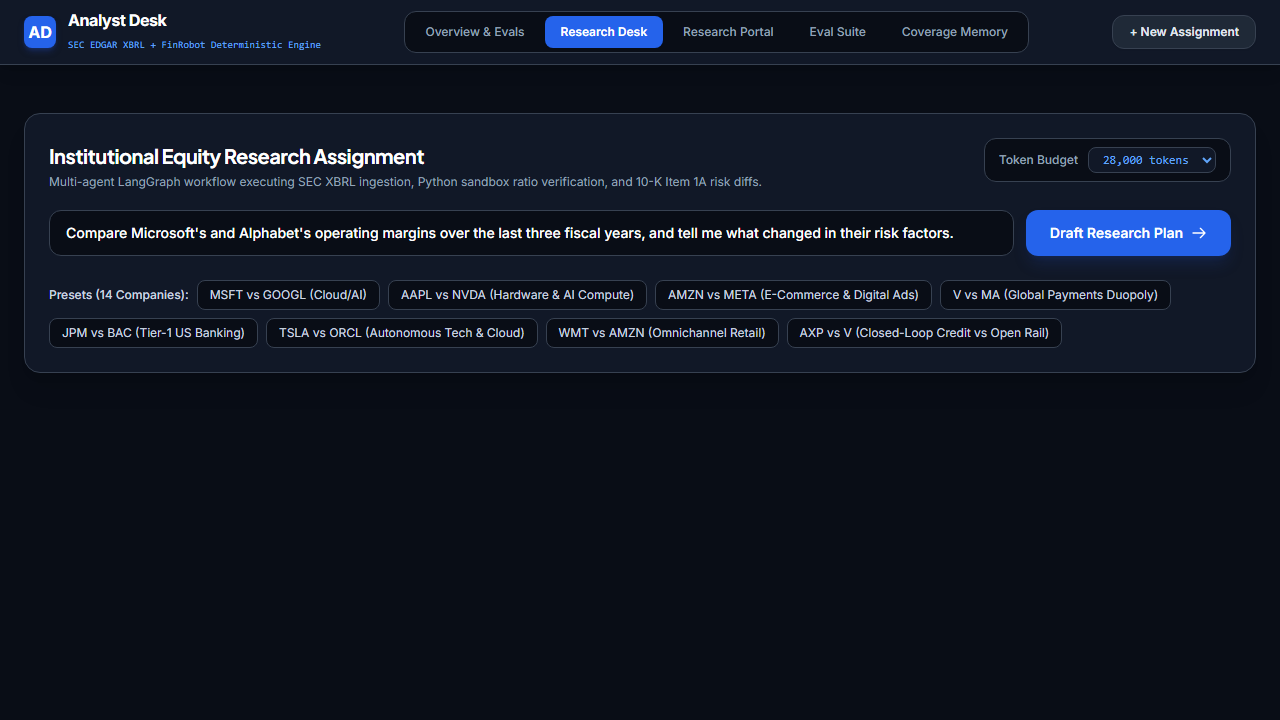 AD
Analyst Desk
SEC EDGAR XBRL + FinRobot Deterministic Engine
Overview & Evals
Research Desk
Research Portal
Eval Suite
Coverage Memory
+ New Assignment
Institutional Equity Research Assignment
Multi-agent LangGraph workflow executing SEC XBRL ingestion, Python sandbox ratio verification, and 10-K Item 1A risk diffs.
Token Budget
28,000 tokens
Compare Microsoft's and Alphabet's operating margins over the last three fiscal years, and tell me what changed in their risk factors.
Draft Research Plan →
Presets (14 Companies):
MSFT vs GOOGL (Cloud/AI)
AAPL vs NVDA (Hardware & AI Compute)
AMZN vs META (E-Commerce & Digital Ads)
V vs MA (Global Payments Duopoly)
JPM vs BAC (Tier-1 US Banking)
TSLA vs ORCL (Autonomous Tech & Cloud)
WMT vs AMZN (Omnichannel Retail)
AXP vs V (Closed-Loop Credit vs Open Rail)